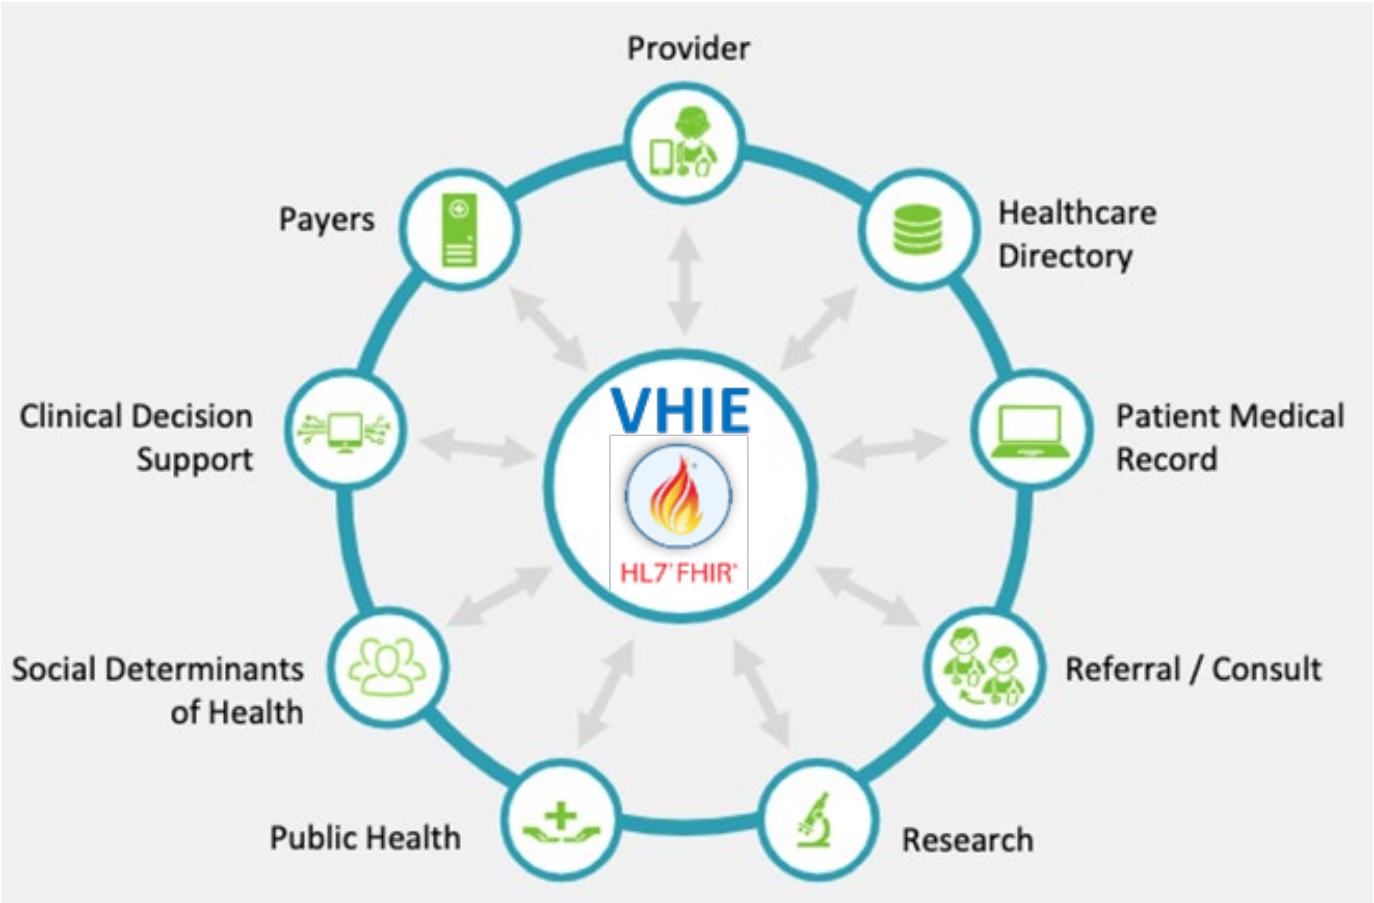 Provider
Payers
Healthcare
Directory
Clinical Decision
Support
VHIE
HL7® FHIR®
Patient Medical
Record
Social Determinants
of Health
Referral / Consult
Public Health
Research